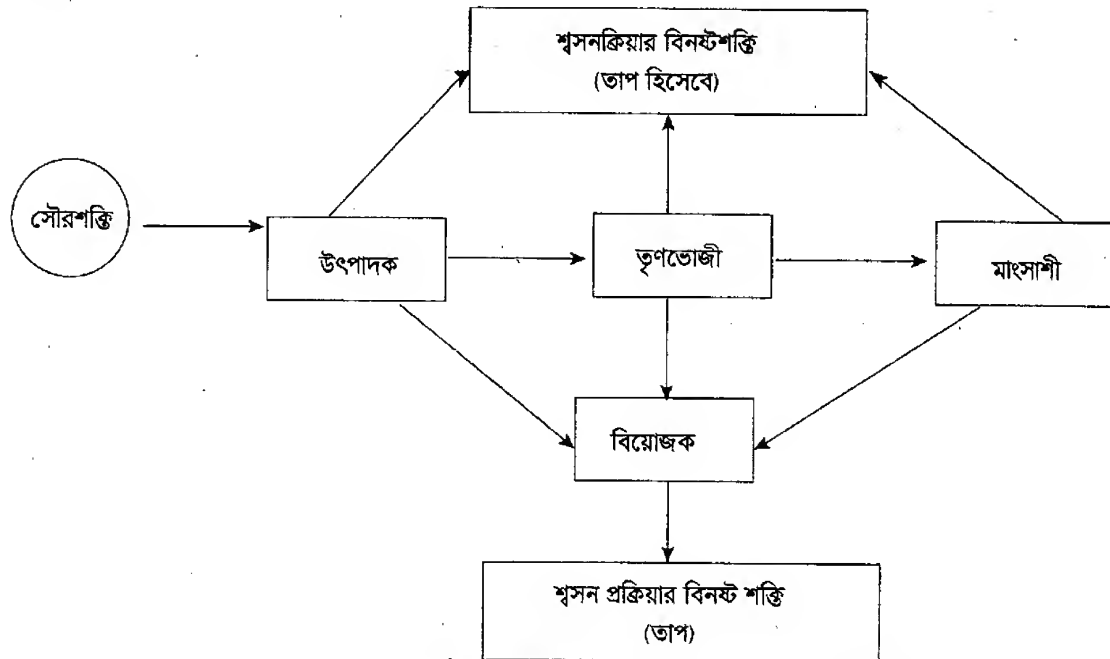 শ্বসনক্রিয়ার বিনষ্টশক্তি
(তাপ হিসেবে)
সৌরশক্তি
উৎপাদক
তৃণভোজী
মাংসাশী
বিয়োজক
শ্বসন প্রক্রিয়ার বিনষ্ট শক্তি
(তাপ)